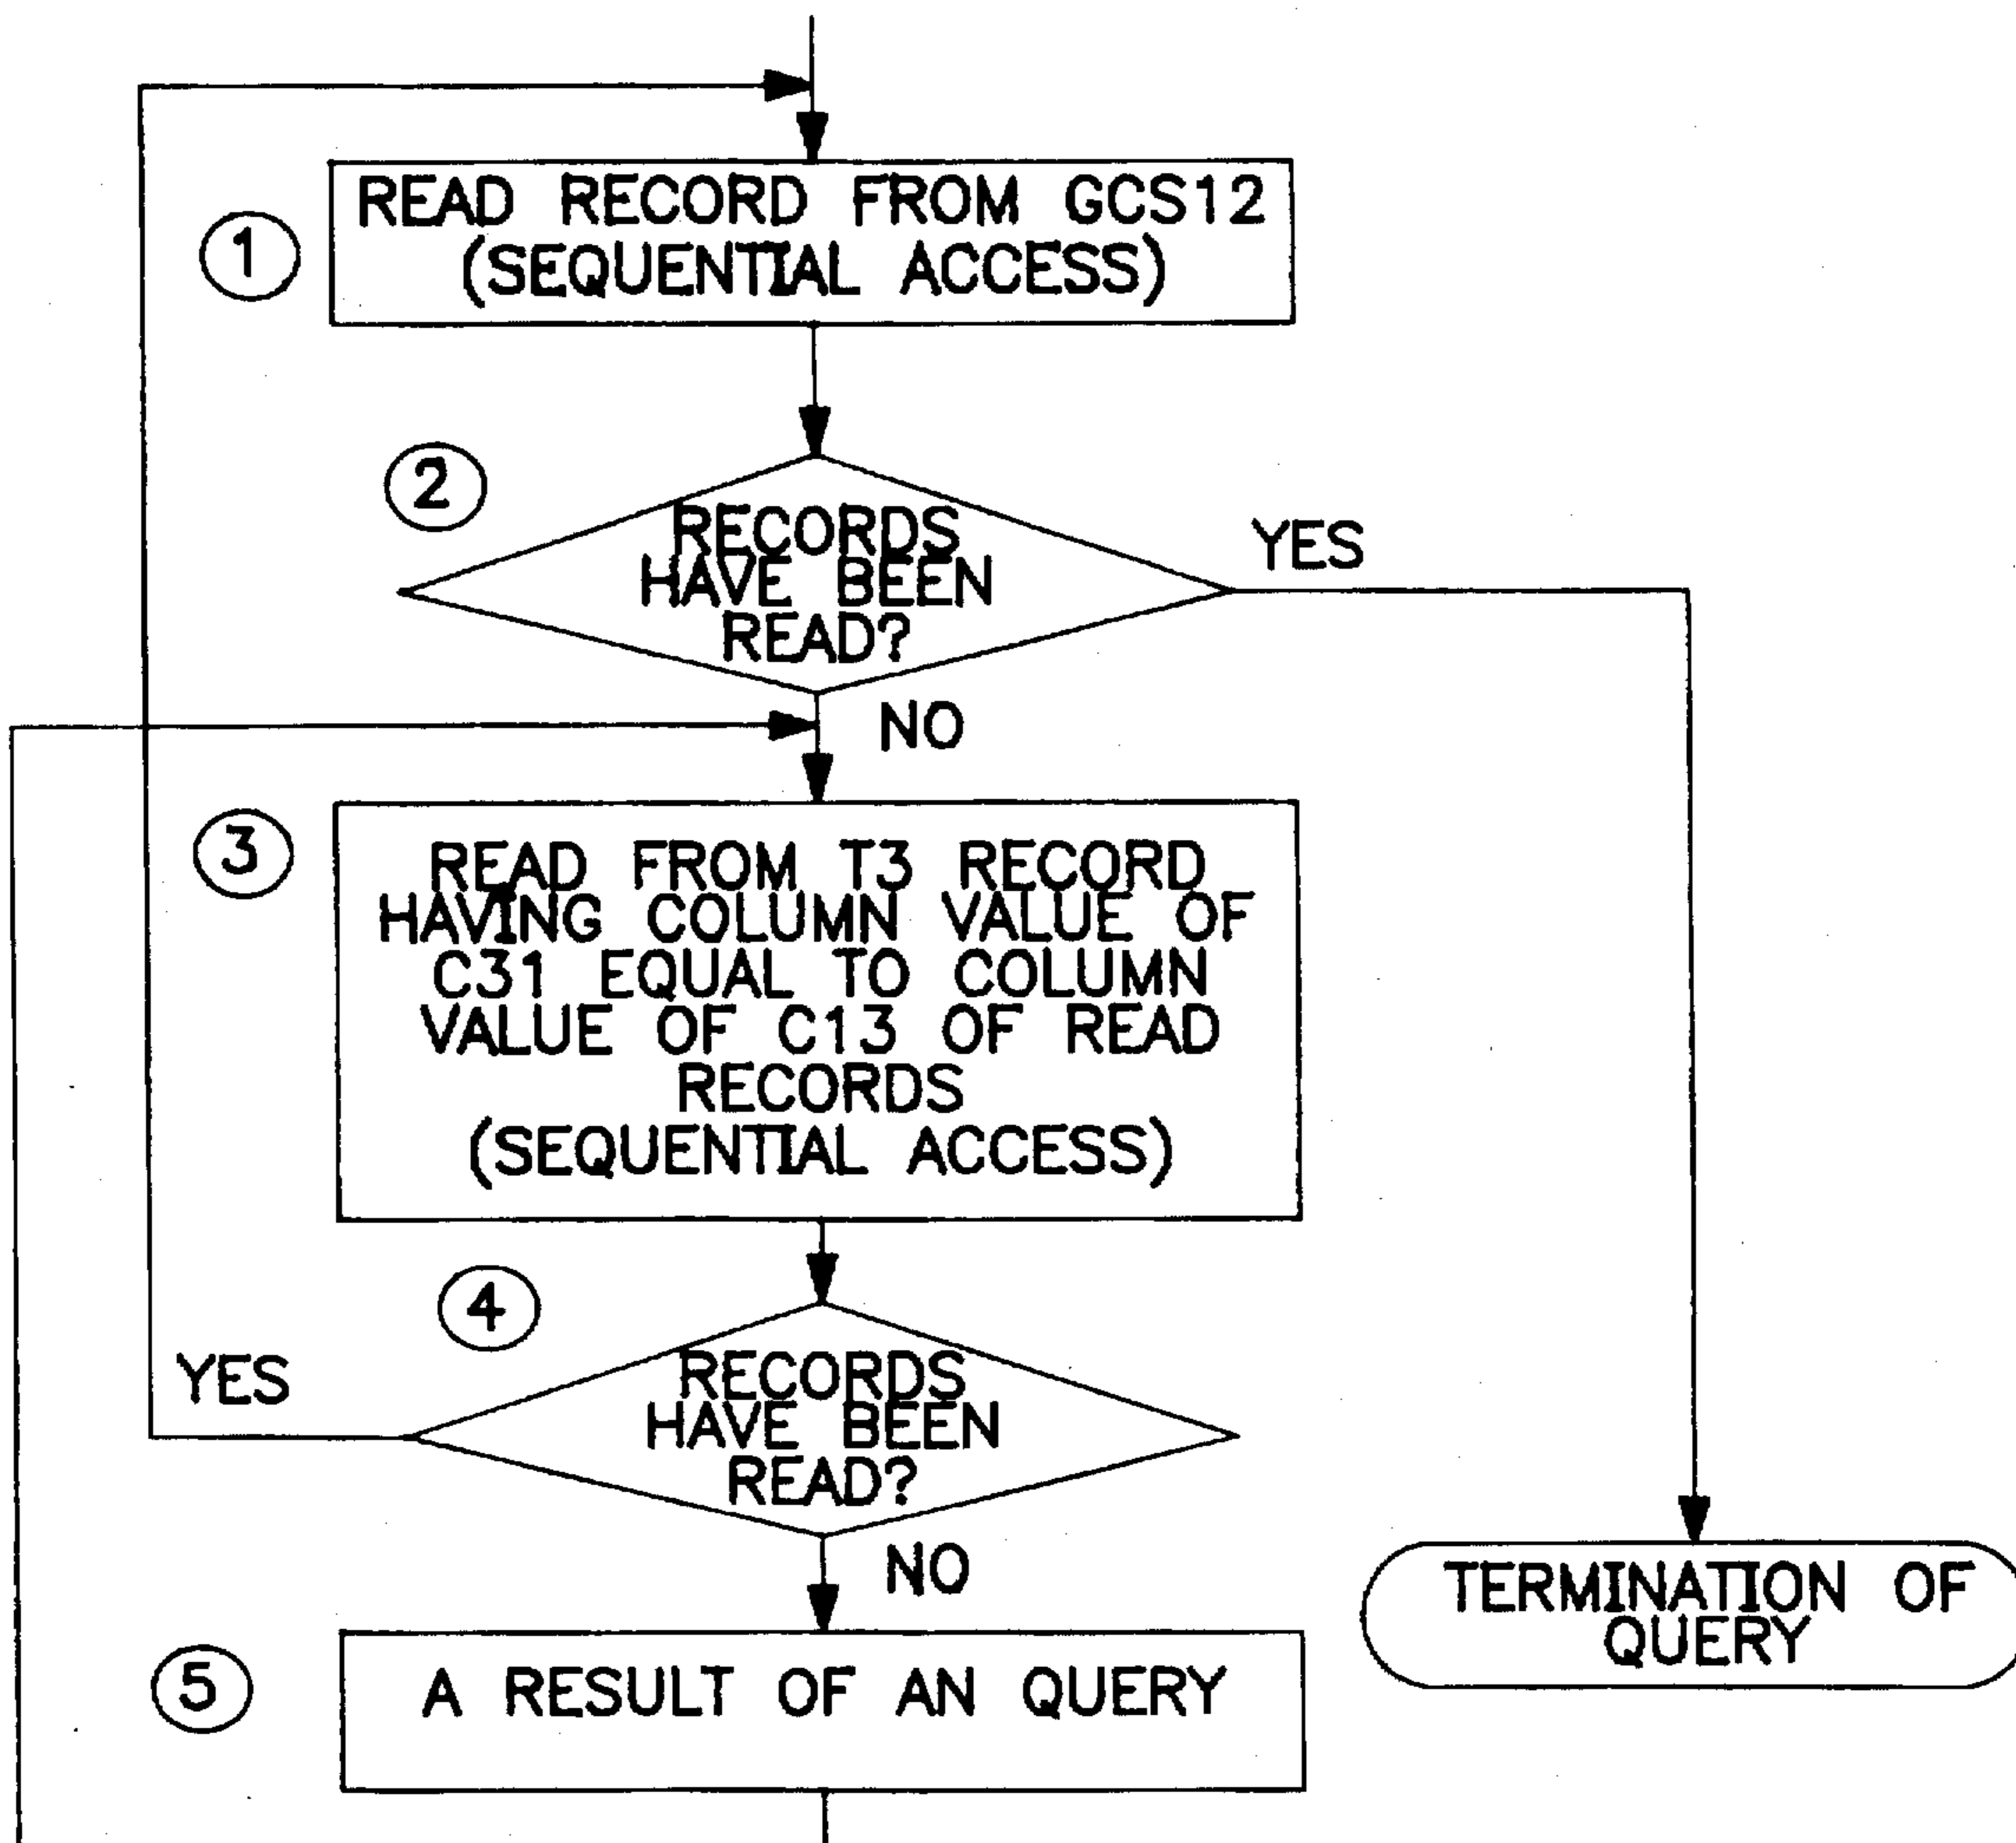 1
READ RECORD FROM GCS12
(SEQUENTIAL ACCESS)
2
RECORDS
HAVE BEEN
READ?
YES
NO
3
READ FROM T3 RECORD
HAVING COLUMN VALUE OF
C31 EQUAL TO COLUMN
VALUE OF C13 OF READ
RECORDS
(SEQUENTIAL ACCESS)
4
RECORDS
HAVE BEEN
READ?
YES
NO
5
A RESULT OF AN QUERY
TERMINATION OF
QUERY